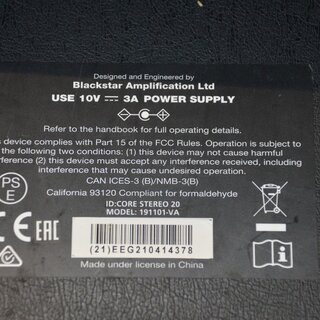 Designed and Engineered by
Blackstar Amplification Ltd
USE 10V ⎓ 3A POWER SUPPLY
Refer to the handbook for full operating details.
is device complies with Part 15 of the FCC Rules. Operation is subject to
the following two conditions: (1) this device may not cause harmful
interference (2) this device must accept any interference received, including
interference that may cause undesired operation.
CAN ICES-3 (B)/NMB-3(B)
California 93120 Compliant for formaldehyde
ID:CORE STEREO 20
MODEL: 191101-VA
PS
E
CE EAC
(21)EEG210414378
Made in China